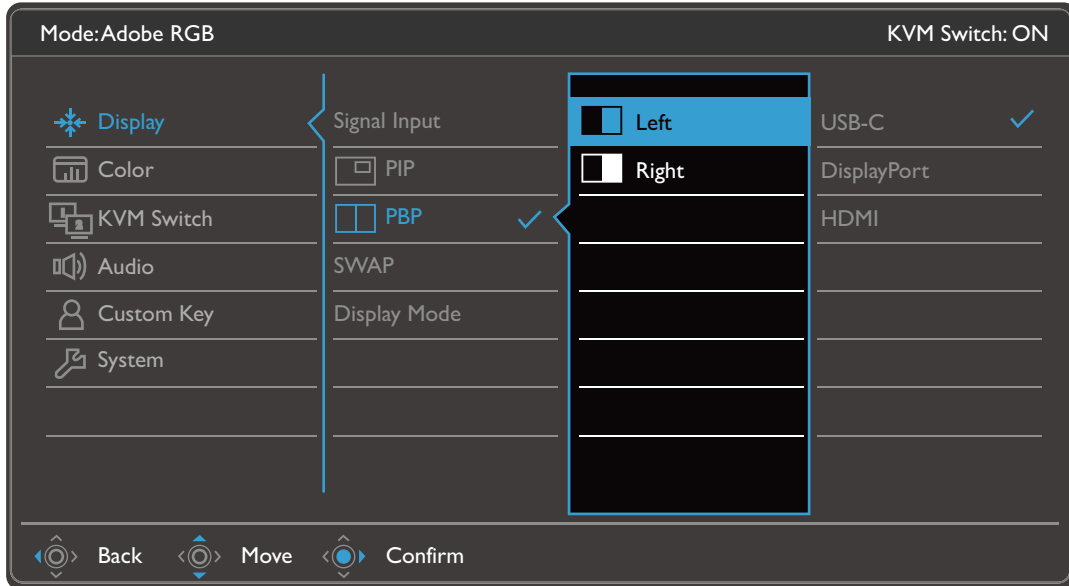 Mode: Adobe RGB
KVM Switch: ON
Display
Color
KVM Switch
Audio
Custom Key
System
Signal Input
PIP
PBP
SWAP
Display Mode
Left
Right
USB-C
DisplayPort
HDMI
Back
Move
Confirm